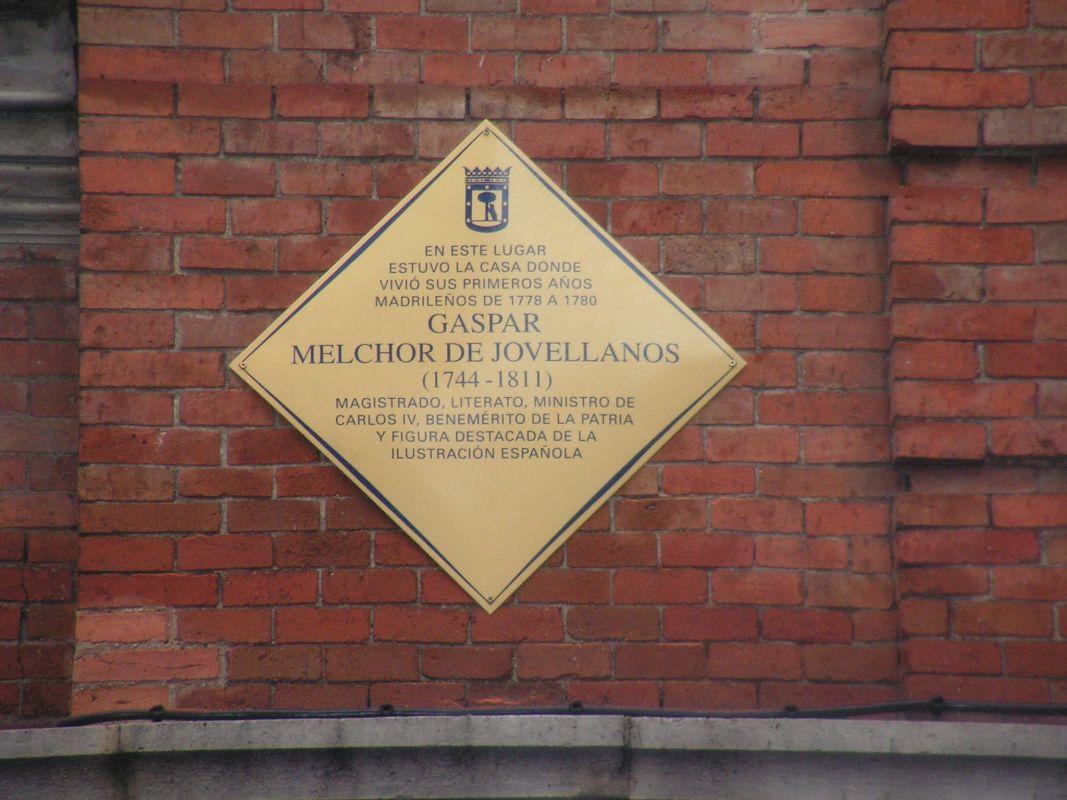 EN ESTE LUGAR
ESTUVO LA CASA DONDE
VIVIÓ SUS PRIMEROS AÑOS
MADRILEÑOS DE 1778 A 1780
GASPAR
MELCHOR DE JOVELLANOS
(1744-1811)
MAGISTRADO, LITERATO, MINISTRO DE
CARLOS IV, BENEMÉRITO DE LA PATRIA
Y FIGURA DESTACADA DE LA
ILUSTRACIÓN ESPAÑOLA